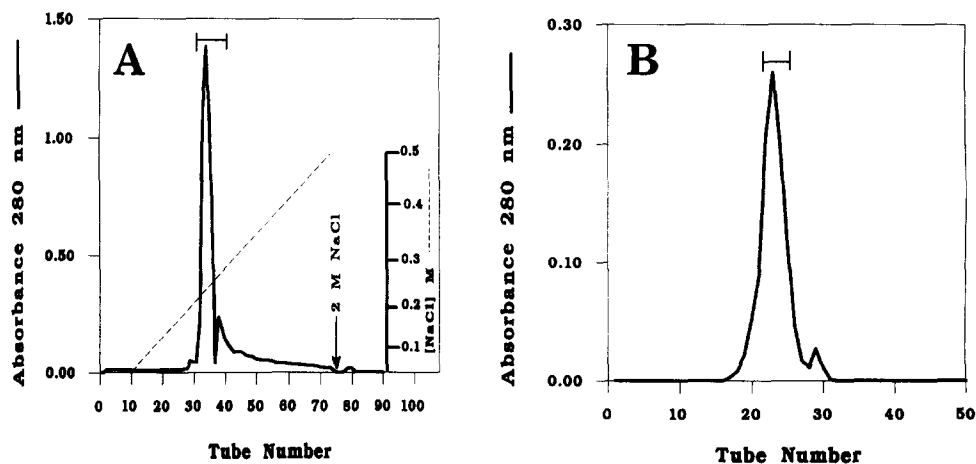 A
Absorbance 280 nm
1.50
1.00
0.50
0.00
0 10 20 30 40 50 60 70 80 90 100
Tube Number
2 M NaCl
0.5
0.4
0.3
0.2
0.1
[NaCl] M
B
Absorbance 280 nm
0.30
0.20
0.10
0.00
0 10 20 30 40 50
Tube Number